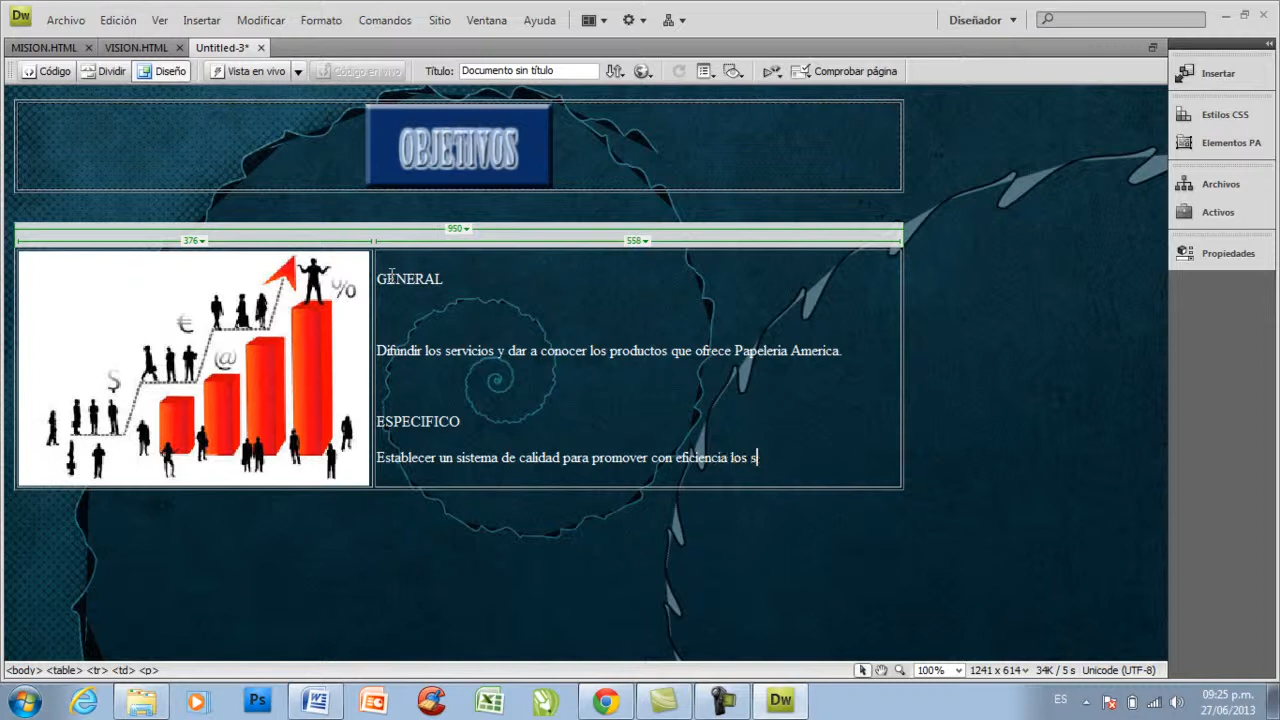 Dw Archivo Edición Ver Insertar Modificar Formato Comandos Sitio Ventana Ayuda Diseñador
MISION.HTML VISION.HTML Untitled-3*
Código Dividir Diseño Vista en vivo Código en vivo Título: Documento sin título Comprobar página
Insertar
Estilos CSS
Elementos PA
Archivos
Activos
Propiedades
OBJETIVOS
950
376 558
% € @ $
GENERAL
Difundir los servicios y dar a conocer los productos que ofrece Papeleria America.
ESPECIFICO
Establecer un sistema de calidad para promover con eficiencia los s
<body> <table> <tr> <td> <p> 100% 1241 x 614 34K / 5 s Unicode (UTF-8)
Ps Dw ES 09:25 p.m.
27/06/2013